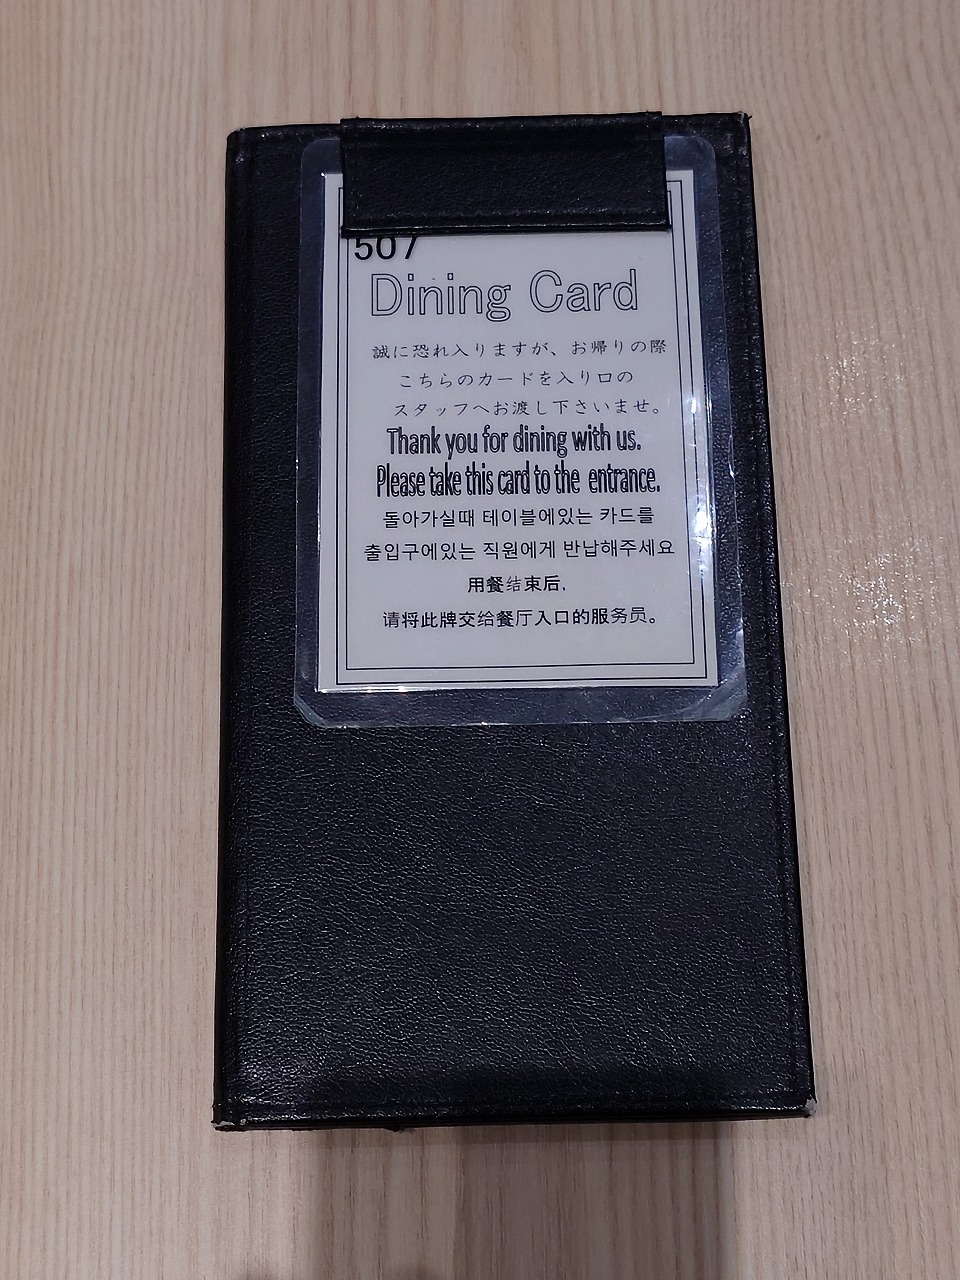 507
Dining Card
誠に恐れ入りますが、お帰りの際
こちらのカードを入り口の
スタッフへお渡し下さいませ。
Thank you for dining with us.
Please take this card to the entrance.
돌아가실때 테이블에있는 카드를
출입구에있는 직원에게 반납해주세요
用餐结束后,
请将此牌交给餐厅入口的服务员。